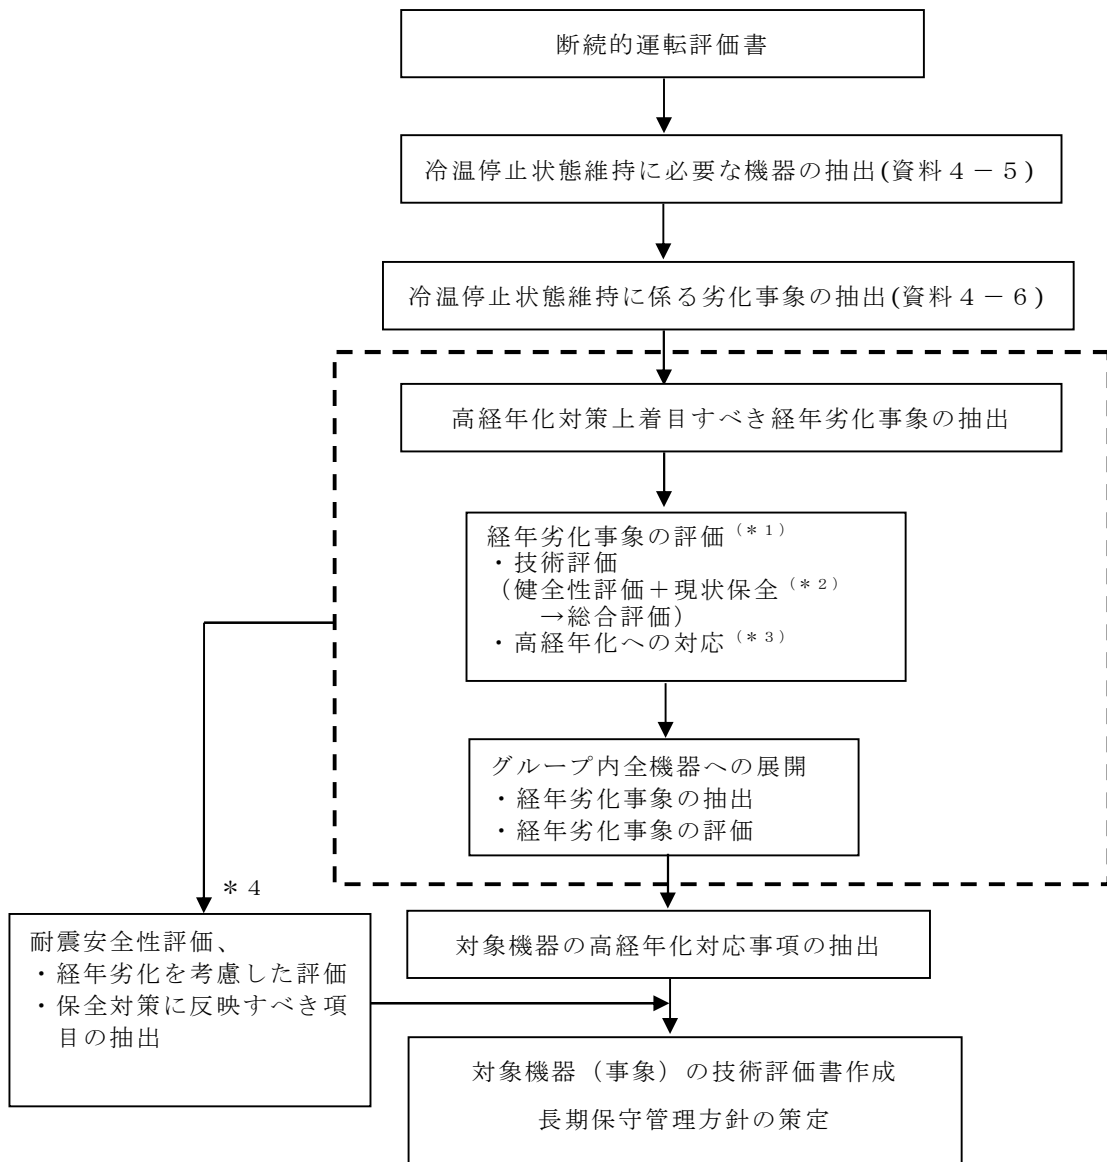 断続的運転評価書
冷温停止状態維持に必要な機器の抽出(資料４－５)
冷温停止状態維持に係る劣化事象の抽出(資料４－６)
高経年化対策上着目すべき経年劣化事象の抽出
経年劣化事象の評価(＊1)
・技術評価
（健全性評価＋現状保全(＊2)
→総合評価）
・高経年化への対応(＊3)
グループ内全機器への展開
・経年劣化事象の抽出
・経年劣化事象の評価
＊４
耐震安全性評価、
・経年劣化を考慮した評価
・保全対策に反映すべき項
目の抽出
対象機器の高経年化対応事項の抽出
対象機器（事象）の技術評価書作成
長期保守管理方針の策定